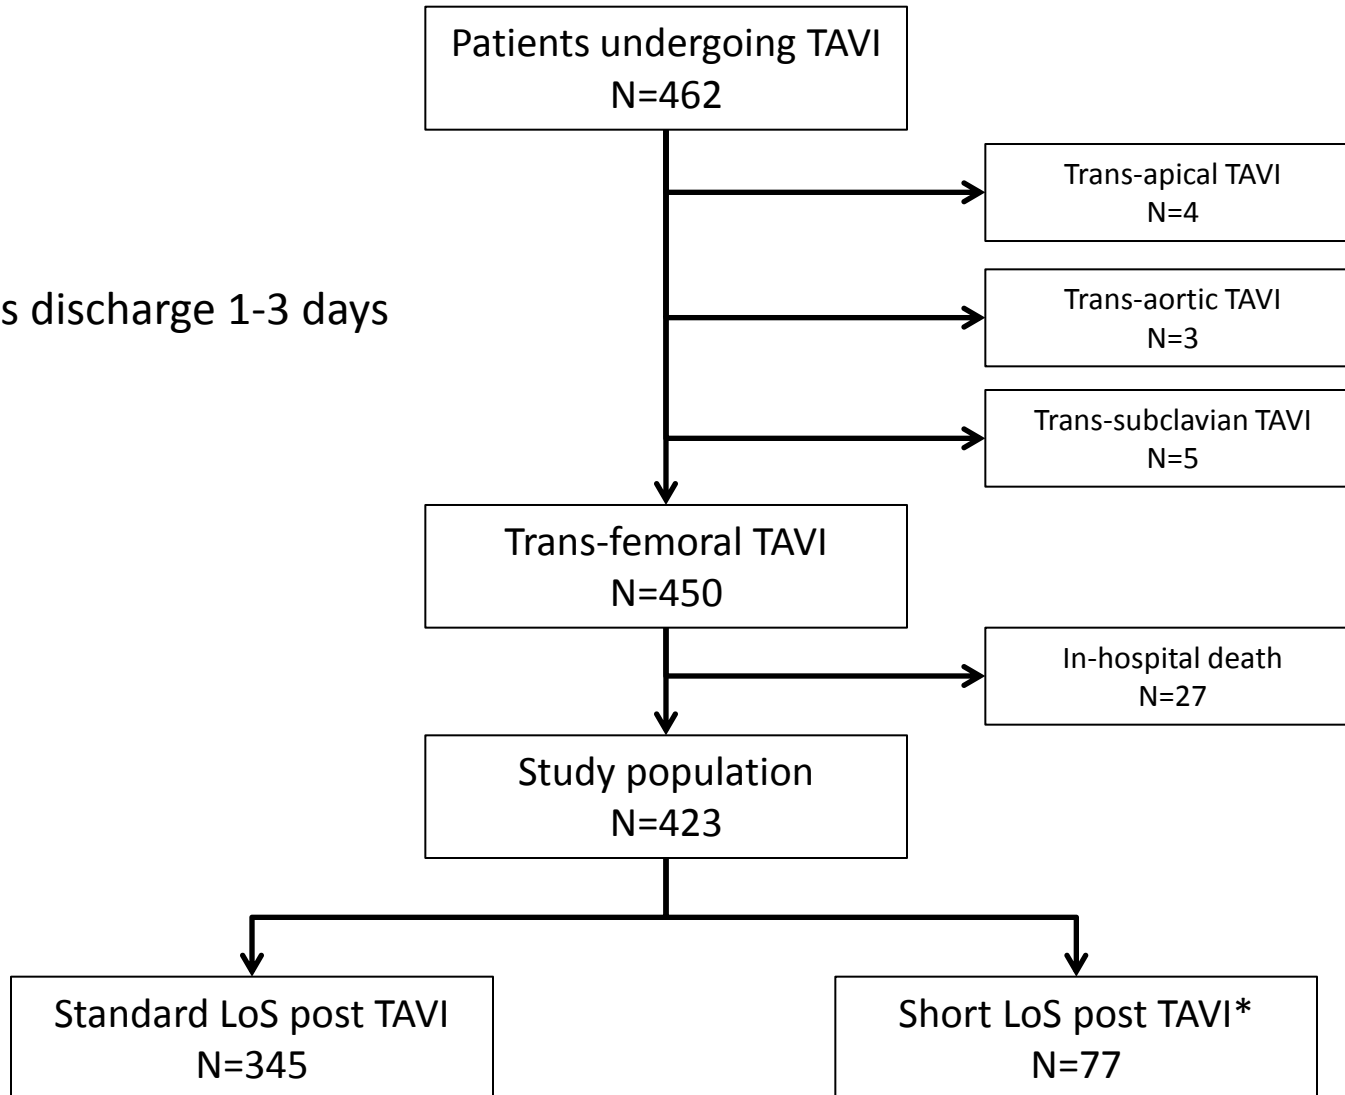 Patients undergoing TAVI
N=462
Trans-apical TAVI
N=4
s discharge 1-3 days
Trans-aortic TAVI
N=3
Trans-subclavian TAVI
N=5
Trans-femoral TAVI
N=450
In-hospital death
N=27
Study population
N=423
Standard LoS post TAVI
N=345
Short LoS post TAVI*
N=77